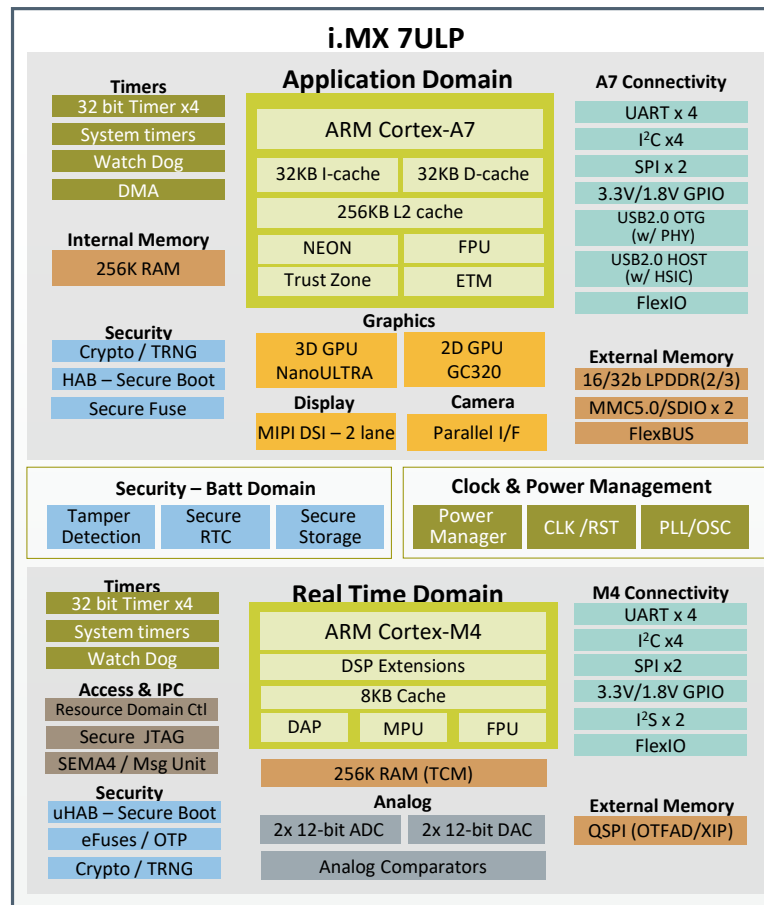 i.MX 7ULP
Application Domain
Timers
32 bit Timer x4
System timers
Watch Dog
DMA
Internal Memory
256K RAM
Security
Crypto / TRNG
HAB – Secure Boot
Secure Fuse
ARM Cortex-A7
32KB I-cache
32KB D-cache
256KB L2 cache
NEON
FPU
Trust Zone
ETM
Graphics
3D GPU
NanoULTRA
2D GPU
GC320
Display
Camera
MIPI DSI – 2 lane
Parallel I/F
A7 Connectivity
UART x 4
I²C x4
SPI x 2
3.3V/1.8V GPIO
USB2.0 OTG
(w/ PHY)
USB2.0 HOST
(w/ HSIC)
FlexIO
External Memory
16/32b LPDDR(2/3)
MMC5.0/SDIO x 2
FlexBUS
Security – Batt Domain
Tamper
Detection
Secure
RTC
Secure
Storage
Clock & Power Management
Power
Manager
CLK /RST
PLL/OSC
Real Time Domain
Timers
32 bit Timer x4
System timers
Watch Dog
Access & IPC
Resource Domain Ctl
Secure JTAG
SEMA4 / Msg Unit
Security
uHAB – Secure Boot
eFuses / OTP
Crypto / TRNG
ARM Cortex-M4
DSP Extensions
8KB Cache
DAP
MPU
FPU
256K RAM (TCM)
Analog
2x 12-bit ADC
2x 12-bit DAC
Analog Comparators
M4 Connectivity
UART x 4
I²C x4
SPI x2
3.3V/1.8V GPIO
I²S x 2
FlexIO
External Memory
QSPI (OTFAD/XIP)